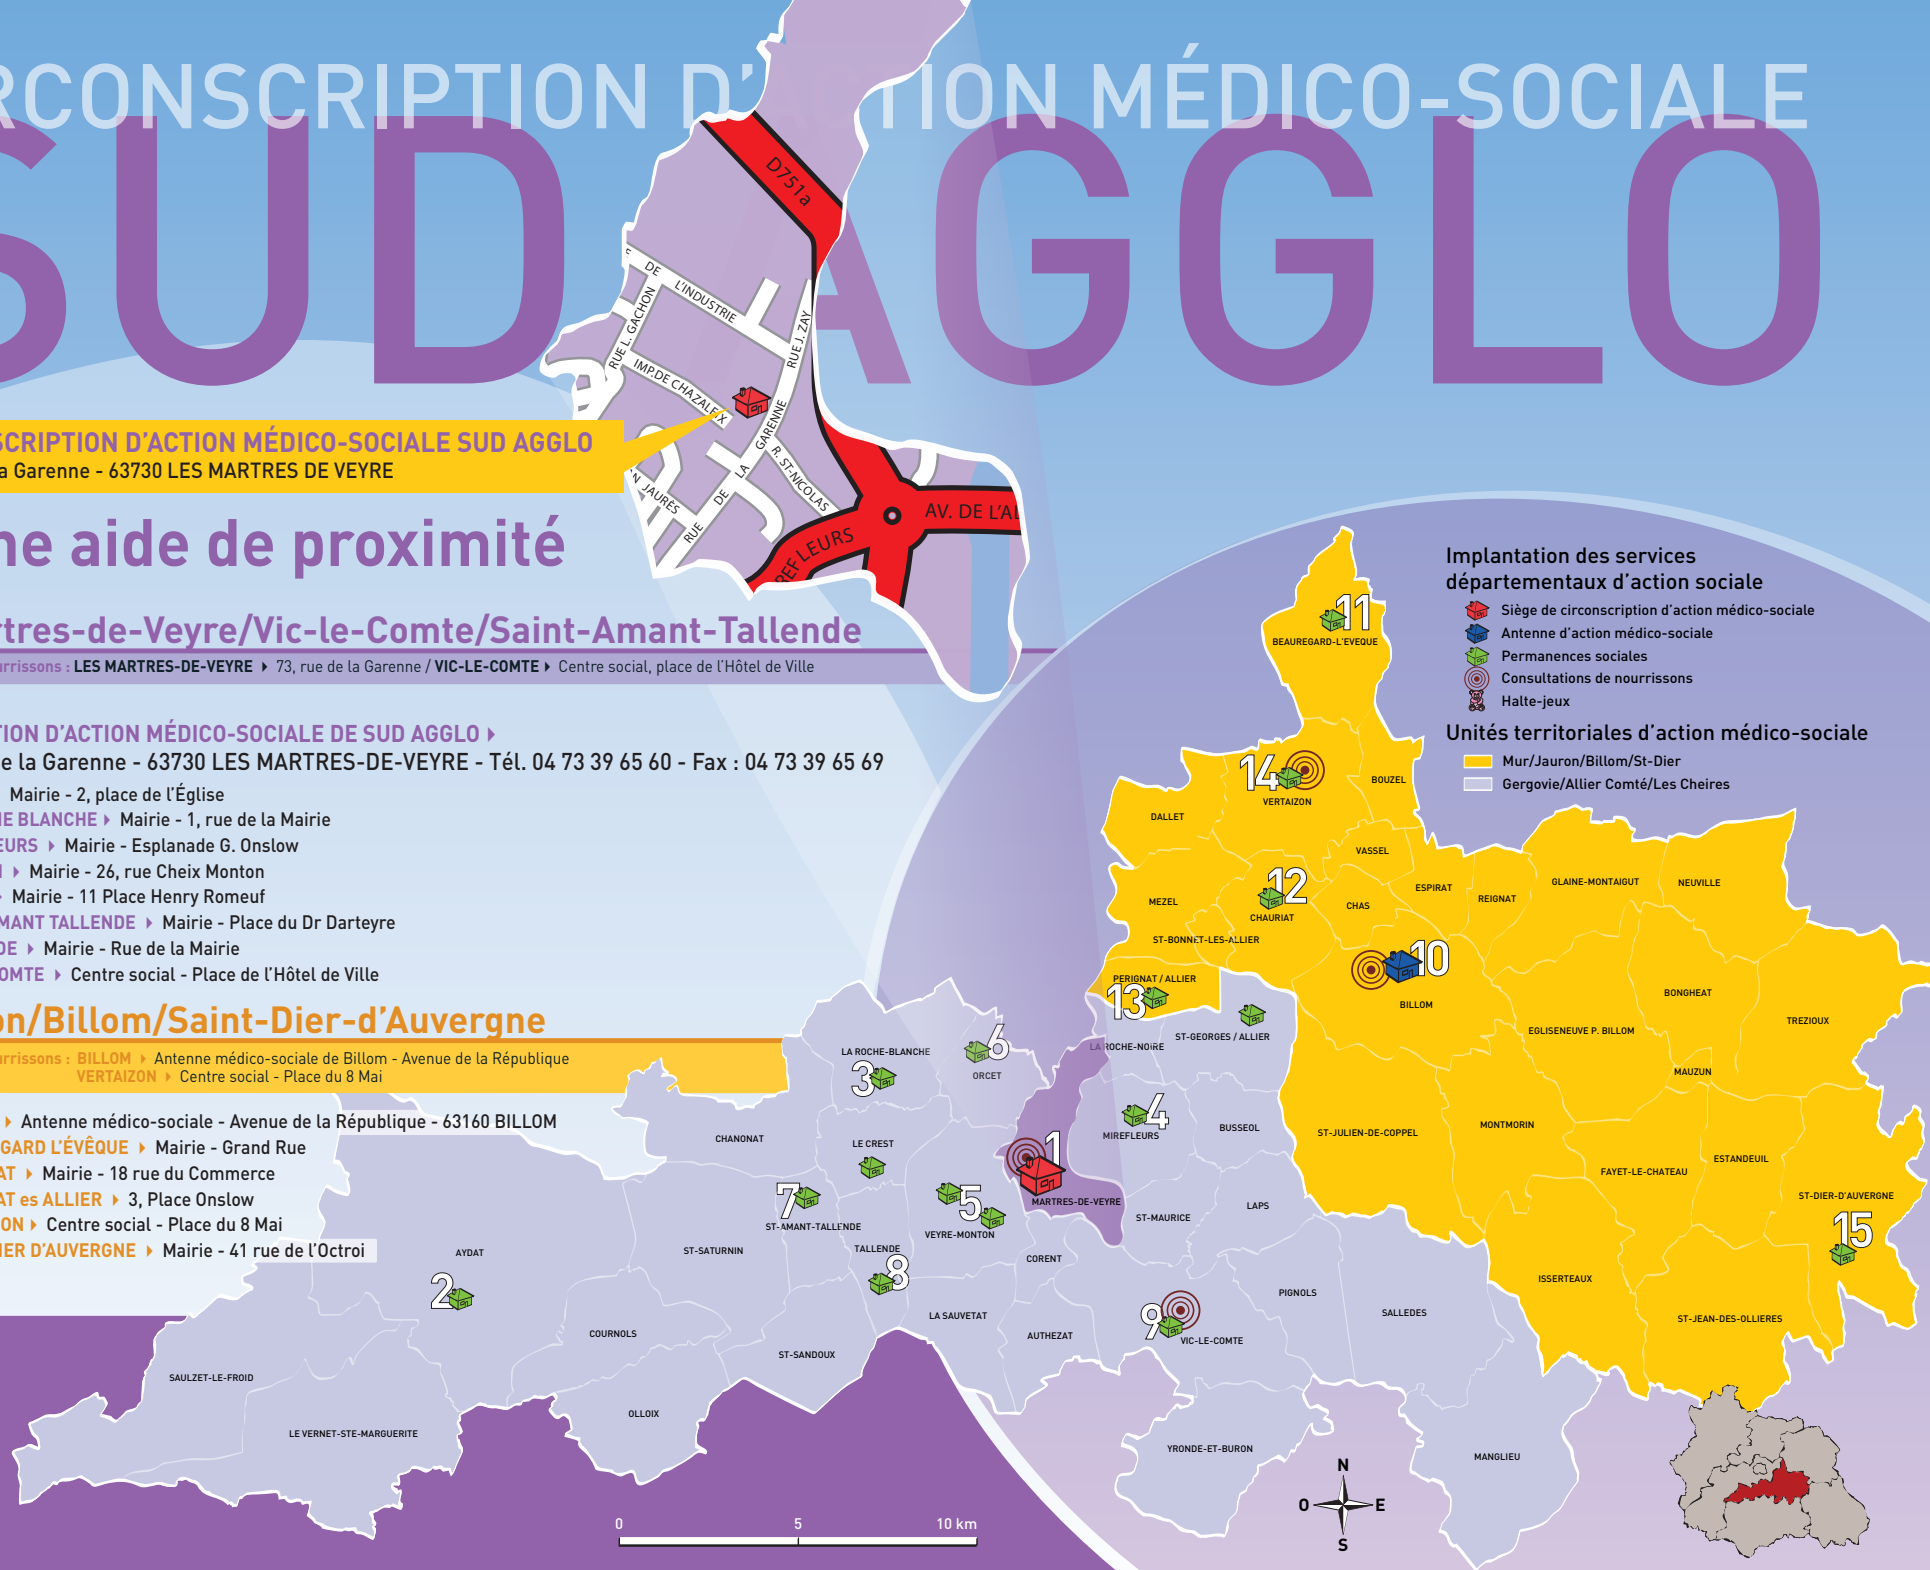 RCONSCRIPTION D'ACTION MÉDICO-SOCIALE
SUD AGGLO
D751a
DE L'INDUSTRIE
RUE L. GACHON
RUE J. ZAY
IMP.DE CHAZALEIX
RUE DE LA GARENNE
R. ST-NICOLAS
N JAURÈS
AV. DE L'AL
REFLEURS
SCRIPTION D'ACTION MÉDICO-SOCIALE SUD AGGLO
a Garenne - 63730 LES MARTRES DE VEYRE
ne aide de proximité
rtres-de-Veyre/Vic-le-Comte/Saint-Amant-Tallende
urrissons : LES MARTRES-DE-VEYRE 73, rue de la Garenne / VIC-LE-COMTE Centre social, place de l'Hôtel de Ville
TION D'ACTION MÉDICO-SOCIALE DE SUD AGGLO
e la Garenne - 63730 LES MARTRES-DE-VEYRE - Tél. 04 73 39 65 60 - Fax : 04 73 39 65 69
Mairie - 2, place de l'Église
HE BLANCHE Mairie - 1, rue de la Mairie
EURS Mairie - Esplanade G. Onslow
Mairie - 26, rue Cheix Monton
Mairie - 11 Place Henry Romeuf
MANT TALLENDE Mairie - Place du Dr Darteyre
DE Mairie - Rue de la Mairie
OMTE Centre social - Place de l'Hôtel de Ville
on/Billom/Saint-Dier-d'Auvergne
urrissons : BILLOM Antenne médico-sociale de Billom - Avenue de la République
VERTAIZON Centre social - Place du 8 Mai
Antenne médico-sociale - Avenue de la République - 63160 BILLOM
GARD L'ÉVÊQUE Mairie - Grand Rue
AT Mairie - 18 rue du Commerce
AT es ALLIER 3, Place Onslow
ON Centre social - Place du 8 Mai
IER D'AUVERGNE Mairie - 41 rue de l'Octroi
Implantation des services
départementaux d'action sociale
Siège de circonscription d'action médico-sociale
Antenne d'action médico-sociale
Permanences sociales
Consultations de nourrissons
Halte-jeux
Unités territoriales d'action médico-sociale
Mur/Jauron/Billom/St-Dier
Gergovie/Allier Comté/Les Cheires
11
BEAUREGARD-L'EVEQUE
14
VERTAIZON
BOUZEL
DALLET
VASSEL
12
CHAURIAT
CHAS
ESPIRAT
REIGNAT
GLAINE-MONTAIGUT
NEUVILLE
MEZEL
ST-BONNET-LES-ALLIER
10
BILLOM
PERIGNAT / ALLIER
13
BONGHEAT
TREZIOUX
EGLISENEUVE P. BILLOM
ST-GEORGES / ALLIER
LA ROCHE-NOIRE
MAUZUN
LA ROCHE-BLANCHE
3
6
ORCET
4
MIREFLEURS
BUSSEOL
ST-JULIEN-DE-COPPEL
MONTMORIN
FAYET-LE-CHATEAU
ESTANDEUIL
CHANONAT
LE CREST
1
MARTRES-DE-VEYRE
ST-MAURICE
LAPS
ST-DIER-D'AUVERGNE
15
7
ST-AMANT-TALLENDE
5
VEYRE-MONTON
TALLENDE
8
CORENT
ST-SATURNIN
AYDAT
2
ISSERTEAUX
PIGNOLS
SALLEDES
ST-JEAN-DES-OLLIERES
LA SAUVETAT
AUTHEZAT
9
VIC-LE-COMTE
COURNOLS
ST-SANDOUX
SAULZET-LE-FROID
OLLOIX
LE VERNET-STE-MARGUERITE
YRONDE-ET-BURON
MANGLIEU
N
O E
S
0 5 10 km